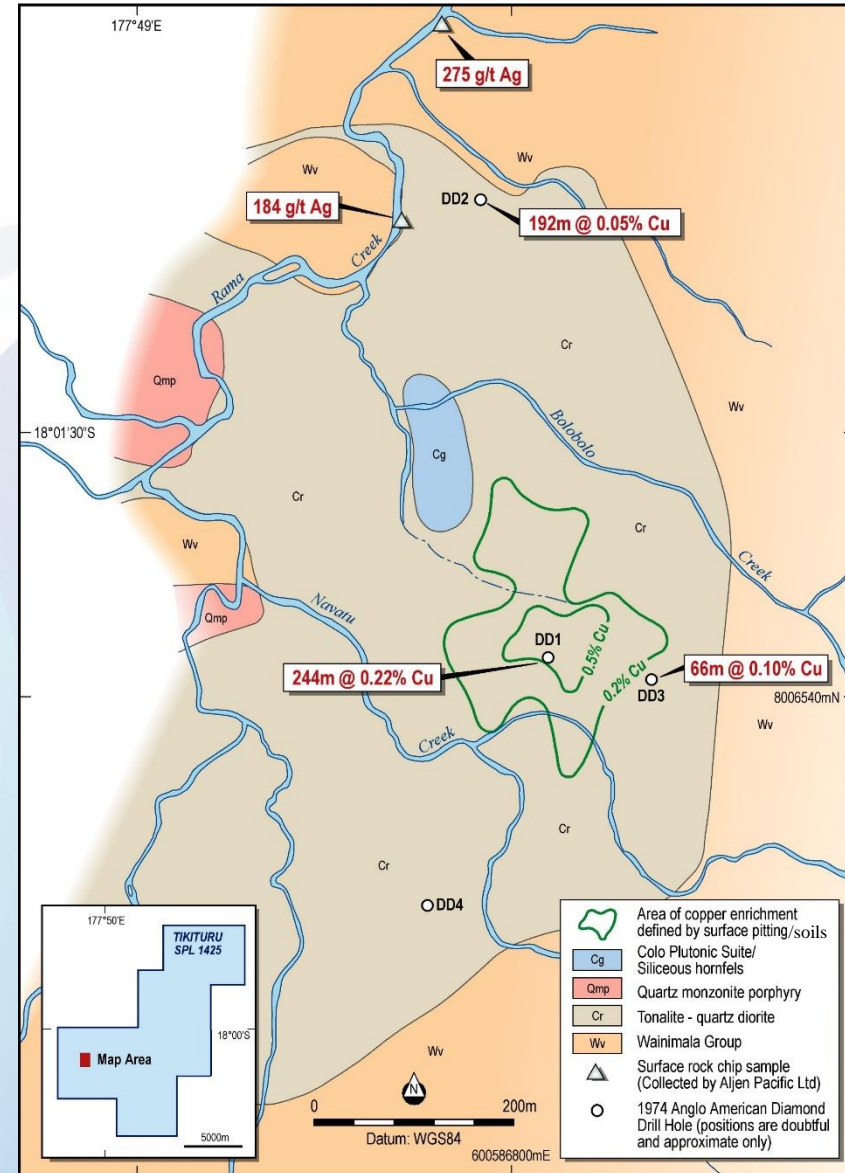 177°49'
275 g/t Ag
Wv
Wv
184 g/t Ag
DD2
192m @ 0.05% Cu
Rama
Creek
Qmp
Cr
Wv
18°01'30"S
Bolobolo
Creek
Cg
Cr
Cr
Wv
Qmp
Navatu
Creek
DD1
0.5% Cu
0.2% Cu
244m @ 0.22% Cu
66m @ 0.10% Cu
DD3
8006540mN
Wv
Cr
Cr
DD4
Wv
177°50'E
TIKITURU
SPL 1425
18°00'S
Map Area
5000m
N
0 200m
Datum: WGS84
600586800mE
Area of copper enrichment
defined by surface pitting/soils
Cg Colo Plutonic Suite/
Siliceous hornfels
Qmp Quartz monzonite porphyry
Cr Tonalite - quartz diorite
Wv Wainimala Group
Surface rock chip sample
(Collected by Aljen Pacific Ltd)
1974 Anglo American Diamond
Drill Hole (positions are doubtful
and approximate only)